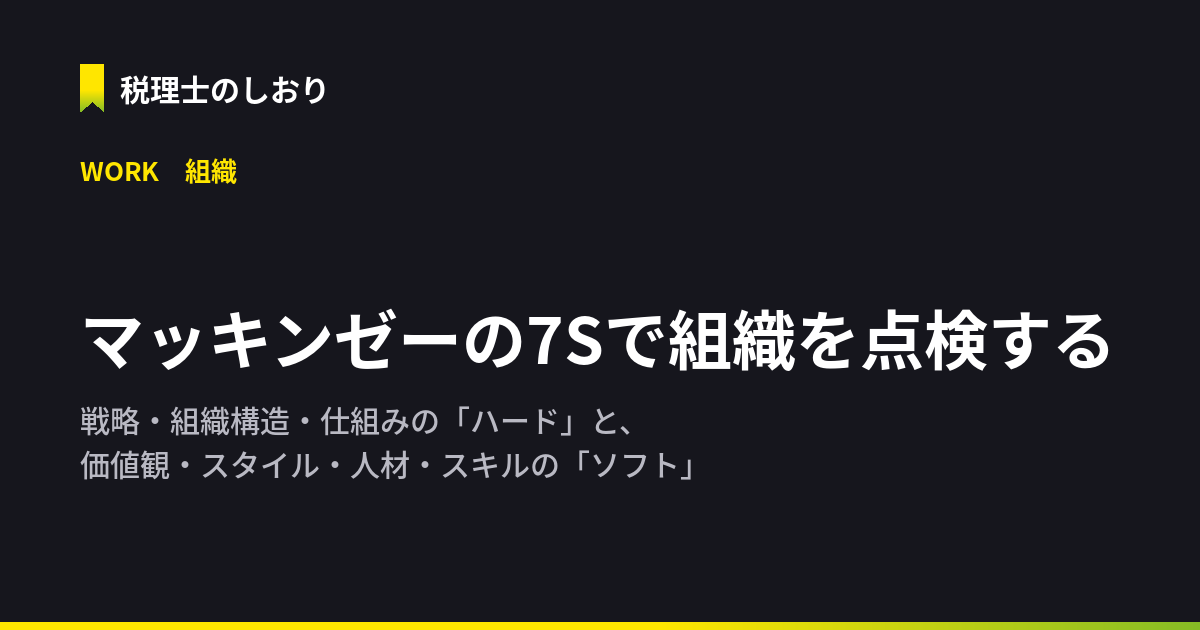 税理士のしおり
WORK 組織
マッキンゼーの7Sで組織を点検する
戦略・組織構造・仕組みの「ハード」と、
価値観・スタイル・人材・スキルの「ソフト」